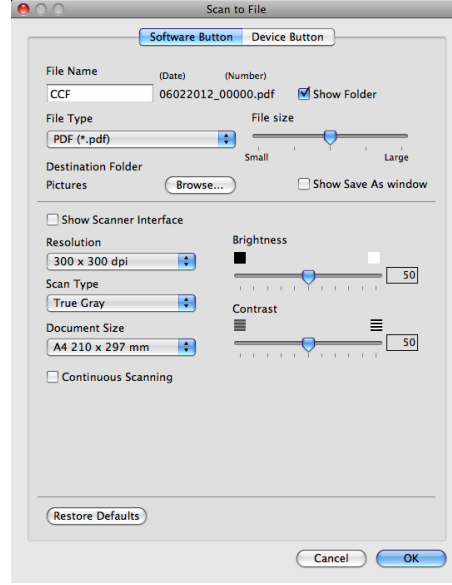 Scan to File
Software Button Device Button
File Name (Date) (Number)
CCF 06022012_00000.pdf Show Folder
File Type File size
PDF (*.pdf)
Small Large
Destination Folder
Pictures Browse... Show Save As window
Show Scanner Interface
Resolution Brightness
300 x 300 dpi 50
Scan Type
True Gray Contrast
Document Size
A4 210 x 297 mm 50
Continuous Scanning
Restore Defaults
Cancel OK